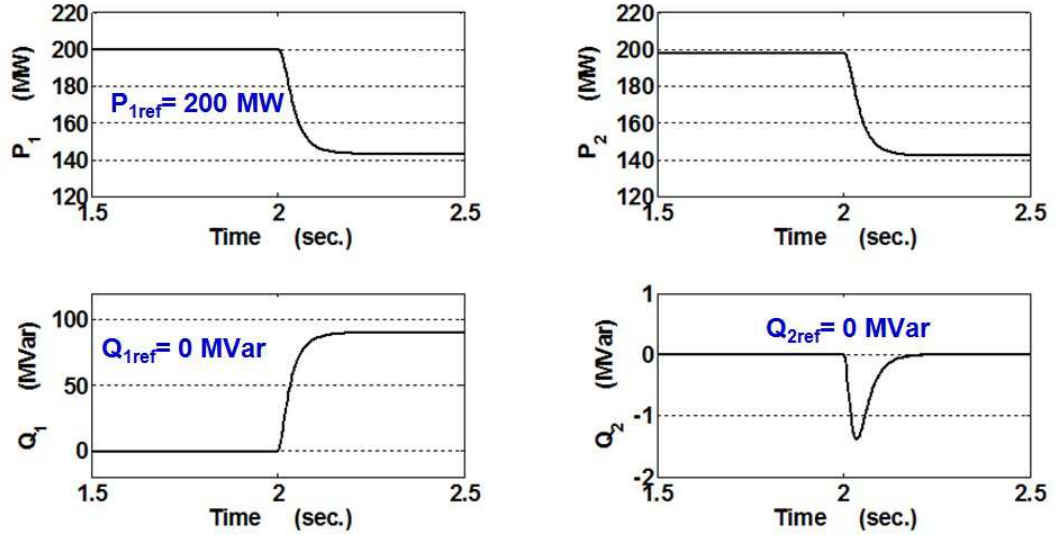 220
200
180
160
140
120
P1 (MW)
P1ref= 200 MW
1.5 2 2.5
Time (sec.)
220
200
180
160
140
120
P2 (MW)
1.5 2 2.5
Time (sec.)
100
50
0
Q1 (MVar)
Q1ref= 0 MVar
1.5 2 2.5
Time (sec.)
1
0
-1
-2
Q2 (MVar)
Q2ref= 0 MVar
1.5 2 2.5
Time (sec.)